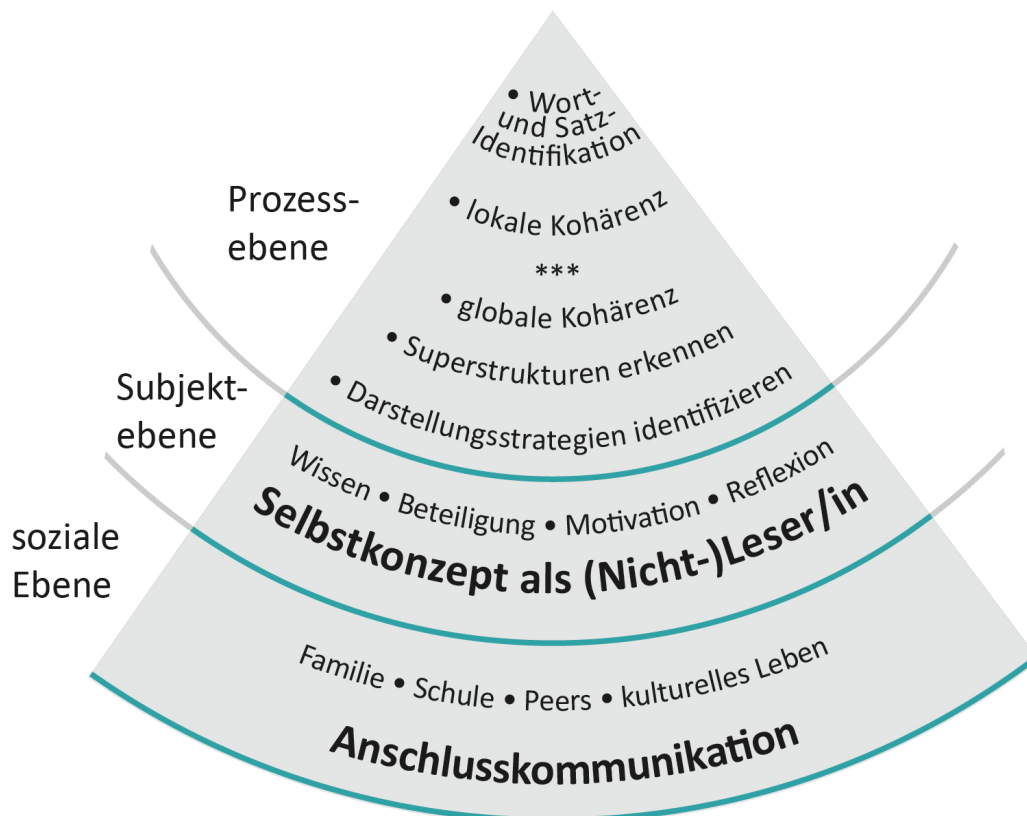 • Wort-
und Satz-
Identifikation
Prozess-
ebene
• lokale Kohärenz
***
• globale Kohärenz
• Superstrukturen erkennen
• Darstellungsstrategien identifizieren
Subjekt-
ebene
Wissen • Beteiligung • Motivation • Reflexion
Selbstkonzept als (Nicht-)Leser/in
soziale
Ebene
Familie • Schule • Peers • kulturelles Leben
Anschlusskommunikation